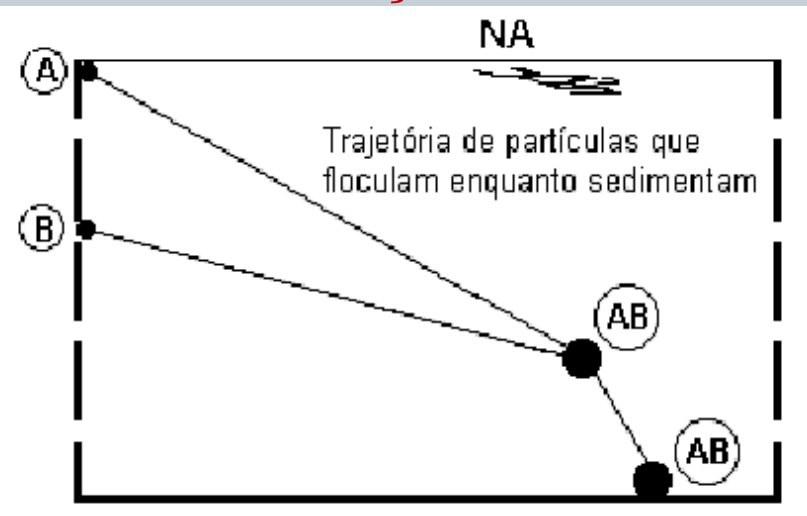 NA
A
Trajetória de partículas que
floculam enquanto sedimentam
B
AB
AB